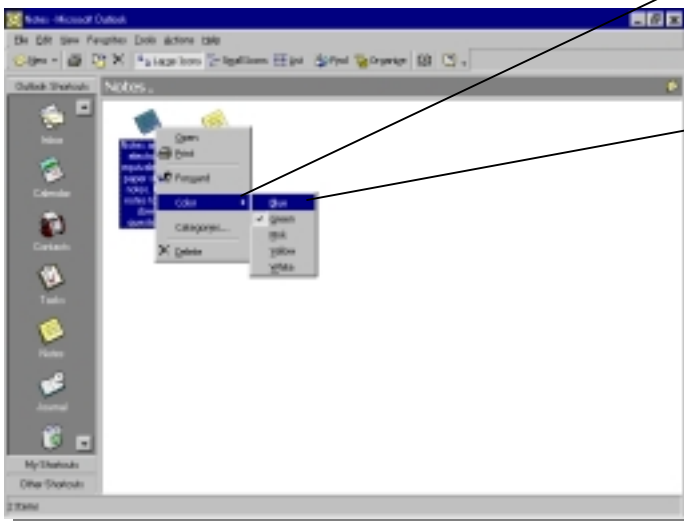 Notes - Microsoft Outlook
File Edit View Favorites Tools Actions Help
New Large Icons Small Icons List Find Organize
Outlook Shortcuts
Notes
Inbox
Calendar
Contacts
Tasks
Notes
Journal
My Shortcuts
Other Shortcuts
Open
Print
Forward
Color
Categories...
Delete
Blue
Green
Pink
Yellow
White
2 Items